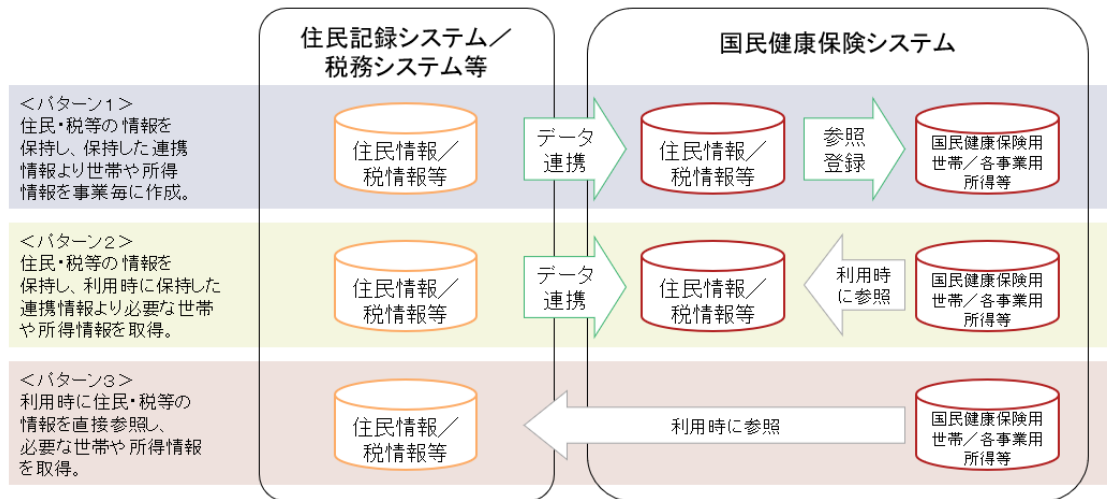 住民記録システム／
税務システム等
国民健康保険システム
＜パターン１＞
住民・税等の情報を
保持し、保持した連携
情報より世帯や所得
情報を事業毎に作成。
住民情報／
税情報等
データ
連携
住民情報／
税情報等
参照
登録
国民健康保険用
世帯／各事業用
所得等
＜パターン２＞
住民・税等の情報を
保持し、利用時に保持した
連携情報より必要な世帯
や所得情報を取得。
住民情報／
税情報等
データ
連携
住民情報／
税情報等
利用時
に参照
国民健康保険用
世帯／各事業用
所得等
＜パターン３＞
利用時に住民・税等の
情報を直接参照し、
必要な世帯や所得情報
を取得。
住民情報／
税情報等
利用時に参照
国民健康保険用
世帯／各事業用
所得等